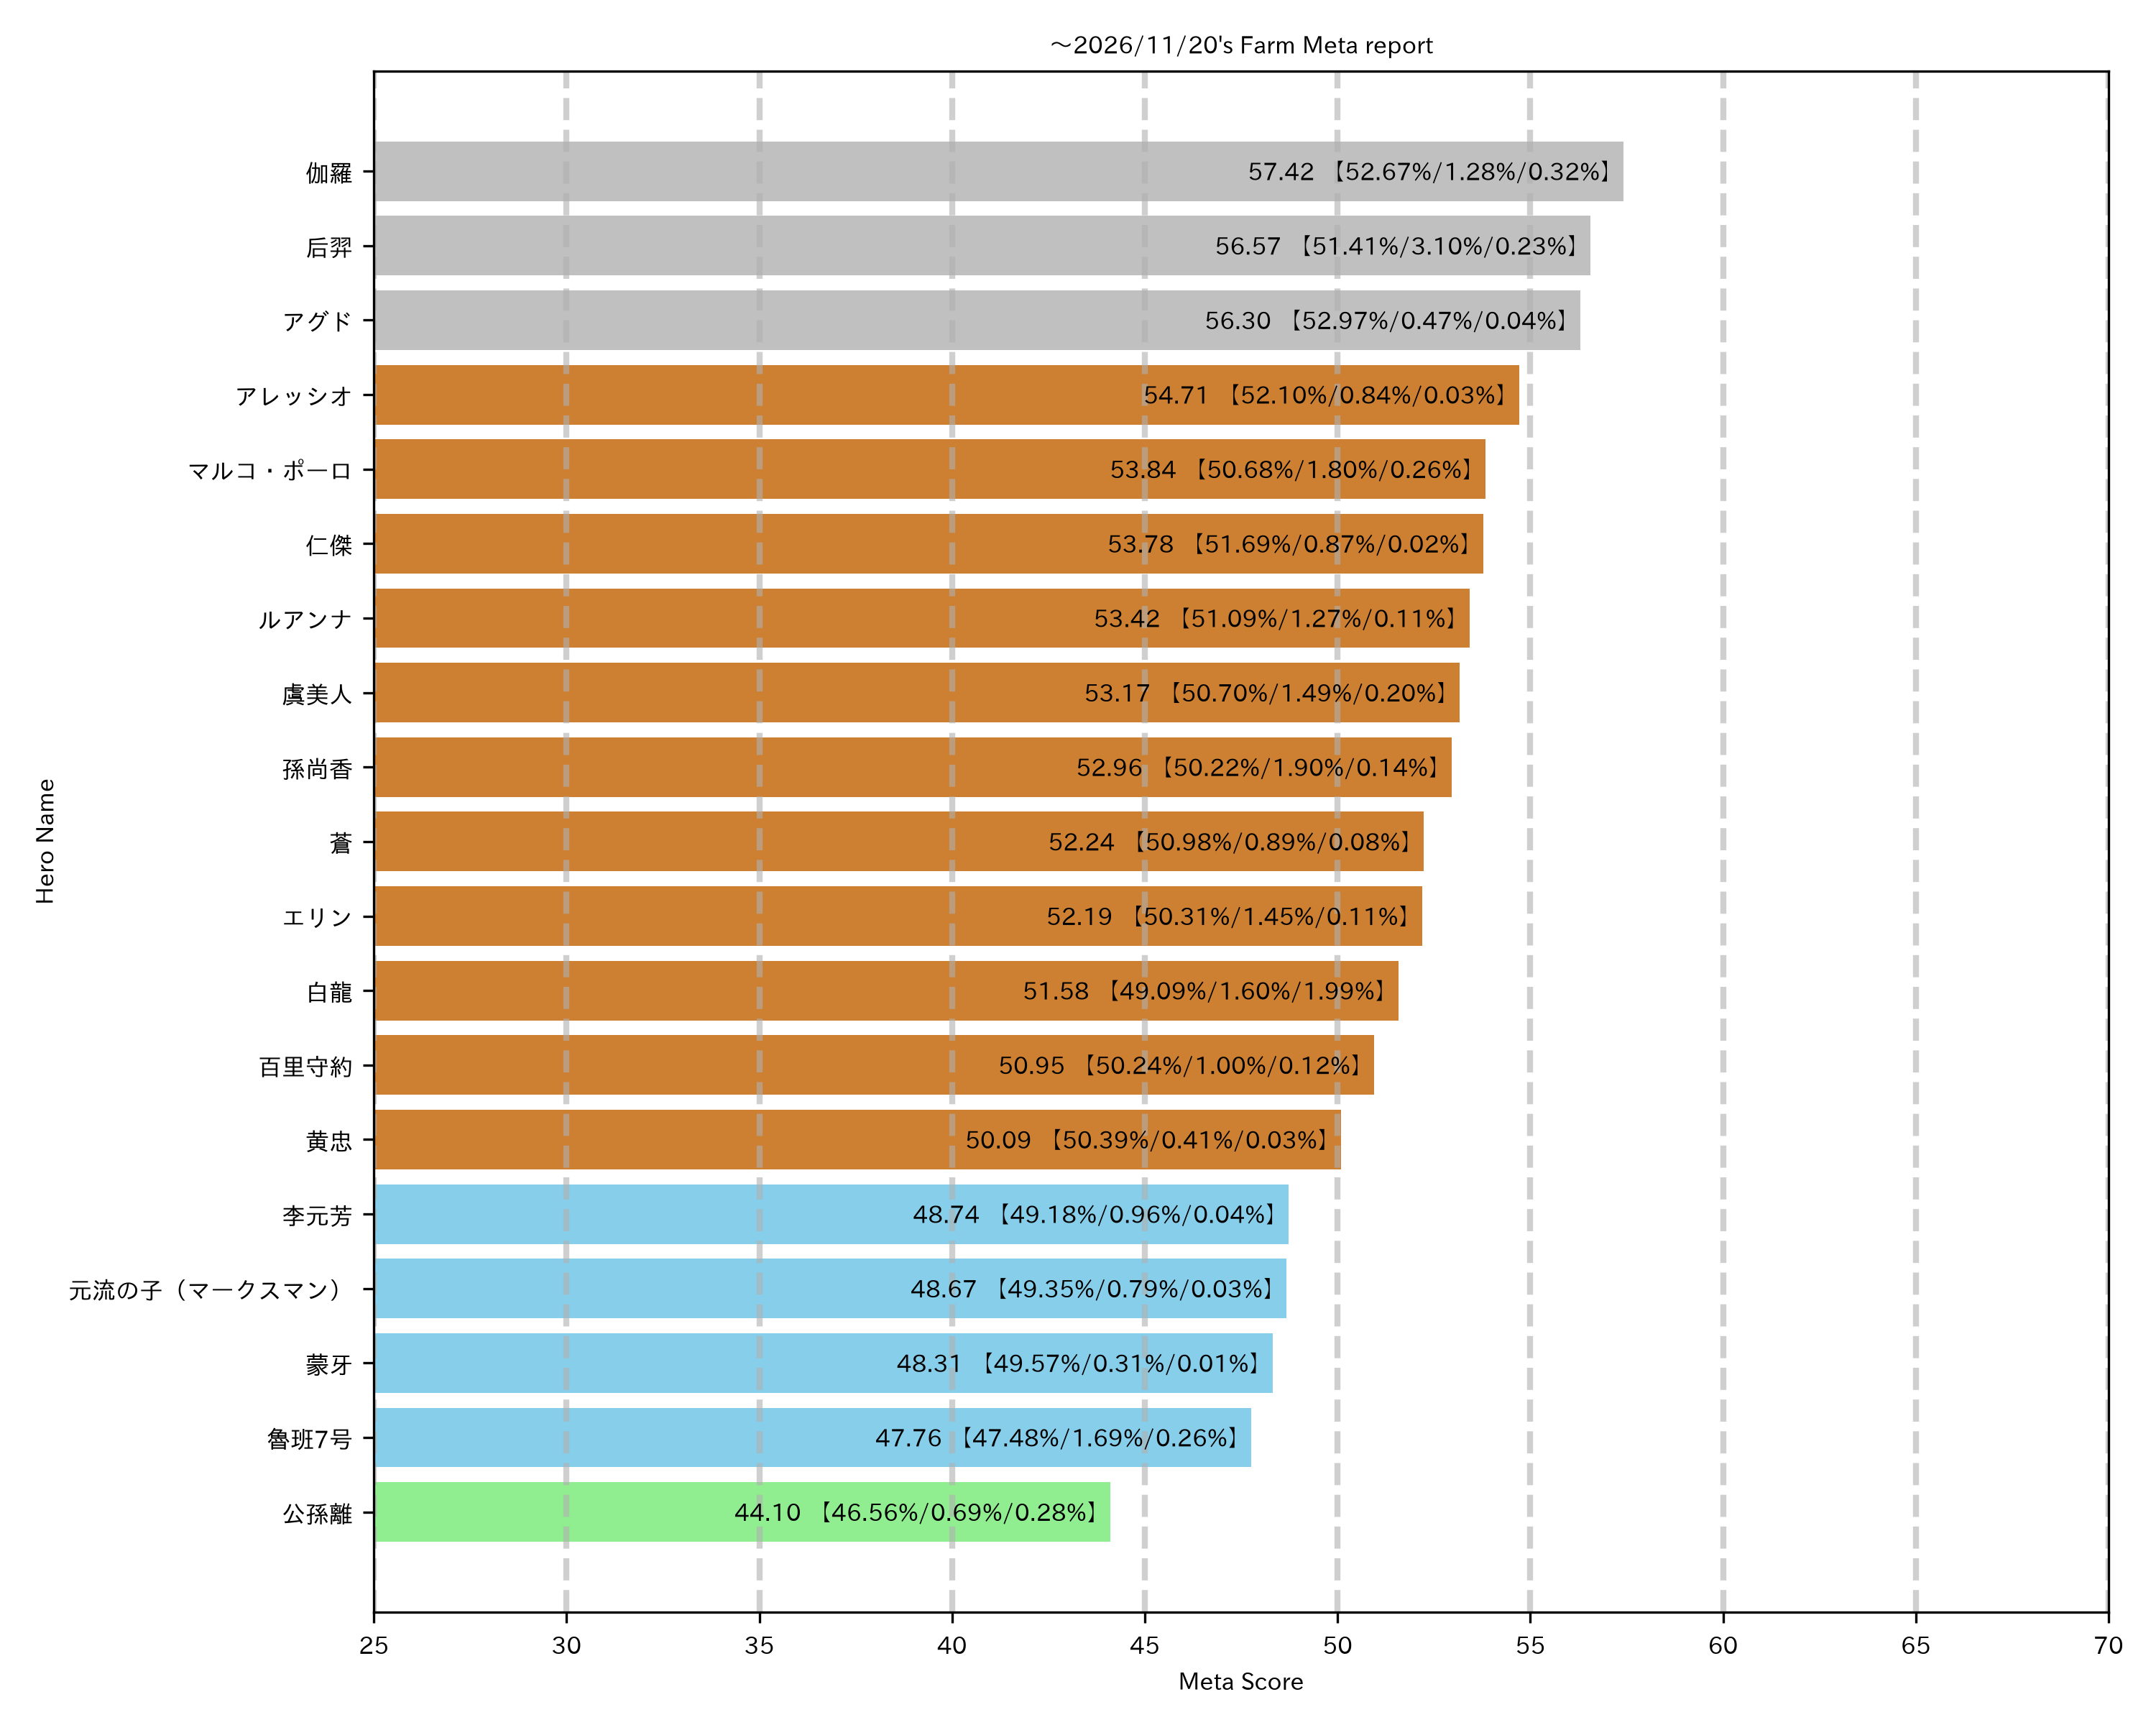 ～2026/11/20's Farm Meta report
Hero Name
伽羅 57.42 【52.67%/1.28%/0.32%】
后羿 56.57 【51.41%/3.10%/0.23%】
アグド 56.30 【52.97%/0.47%/0.04%】
アレッシオ 54.71 【52.10%/0.84%/0.03%】
マルコ・ポーロ 53.84 【50.68%/1.80%/0.26%】
仁傑 53.78 【51.69%/0.87%/0.02%】
ルアンナ 53.42 【51.09%/1.27%/0.11%】
虞美人 53.17 【50.70%/1.49%/0.20%】
孫尚香 52.96 【50.22%/1.90%/0.14%】
蒼 52.24 【50.98%/0.89%/0.08%】
エリン 52.19 【50.31%/1.45%/0.11%】
白龍 51.58 【49.09%/1.60%/1.99%】
百里守約 50.95 【50.24%/1.00%/0.12%】
黄忠 50.09 【50.39%/0.41%/0.03%】
李元芳 48.74 【49.18%/0.96%/0.04%】
元流の子（マークスマン） 48.67 【49.35%/0.79%/0.03%】
蒙牙 48.31 【49.57%/0.31%/0.01%】
魯班7号 47.76 【47.48%/1.69%/0.26%】
公孫離 44.10 【46.56%/0.69%/0.28%】
25 30 35 40 45 50 55 60 65 70
Meta Score